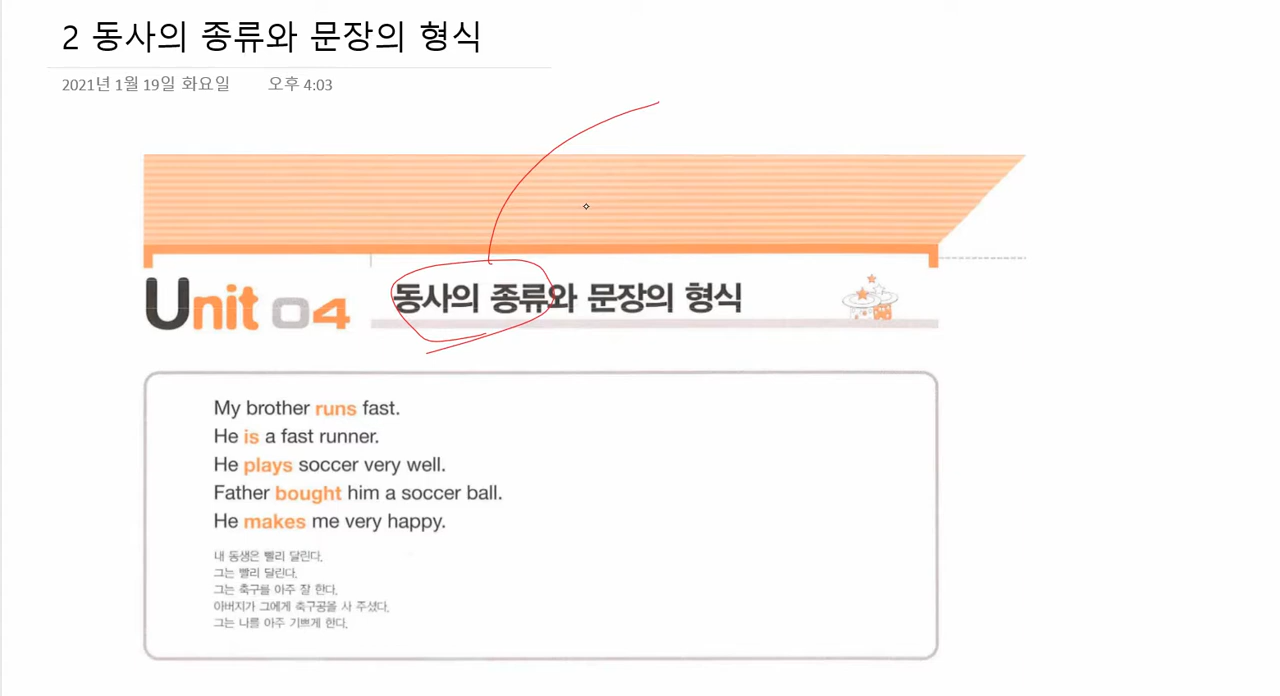 2 동사의 종류와 문장의 형식
2021년 1월 19일 화요일 오후 4:03
Unit 04 동사의 종류와 문장의 형식
My brother runs fast.
He is a fast runner.
He plays soccer very well.
Father bought him a soccer ball.
He makes me very happy.
내 동생은 빨리 달린다.
그는 빨리 달린다.
그는 축구를 아주 잘 한다.
아버지가 그에게 축구공을 사 주셨다.
그는 나를 아주 기쁘게 한다.